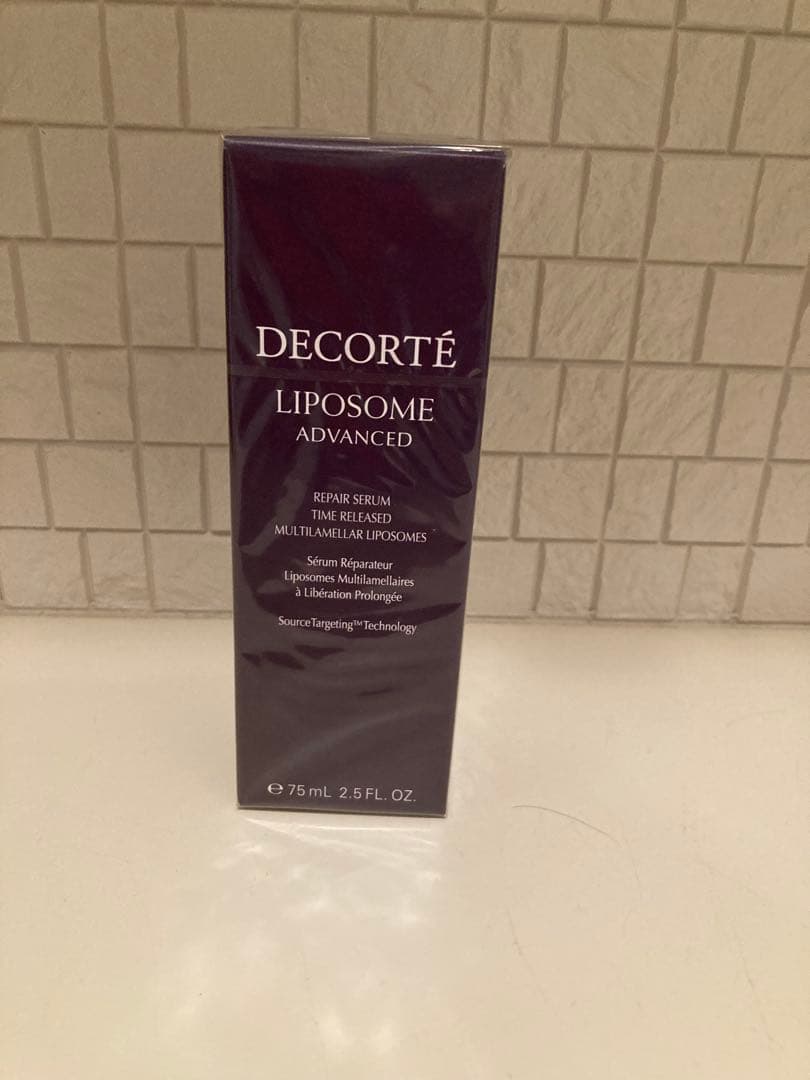 DECORTÉ
LIPOSOME
ADVANCED
REPAIR SERUM
TIME RELEASED
MULTILAMELLAR LIPOSOMES
Sérum Réparateur
Liposomes Multilamellaires
à Libération Prolongée
SourceTargeting™ Technology
℮ 75 mL 2.5 FL. OZ.